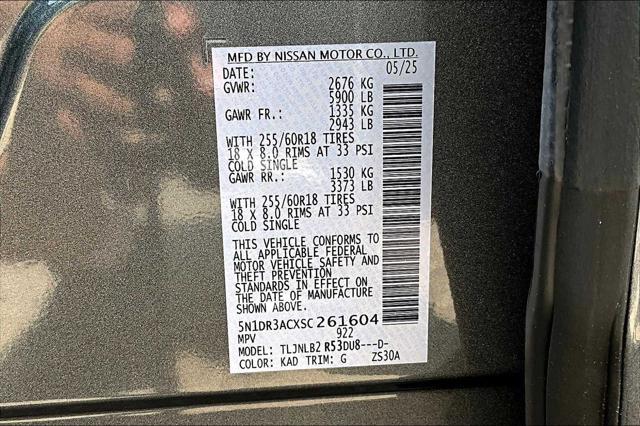 MFD BY NISSAN MOTOR CO., LTD.
DATE: 05/25
GVWR: 2676 KG
5900 LB
GAWR FR.: 1335 KG
2943 LB
WITH 255/60R18 TIRES
18 X 8.0 RIMS AT 33 PSI
COLD SINGLE
GAWR RR.: 1530 KG
3373 LB
WITH 255/60R18 TIRES
18 X 8.0 RIMS AT 33 PSI
COLD SINGLE
THIS VEHICLE CONFORMS TO
ALL APPLICABLE FEDERAL
MOTOR VEHICLE SAFETY AND
THEFT PREVENTION
STANDARDS IN EFFECT ON
THE DATE OF MANUFACTURE
SHOWN ABOVE.
5N1DR3ACXSC261604
MPV 922
MODEL: TLJNLB2 R53DU8---D-
COLOR: KAD TRIM: G ZS30A